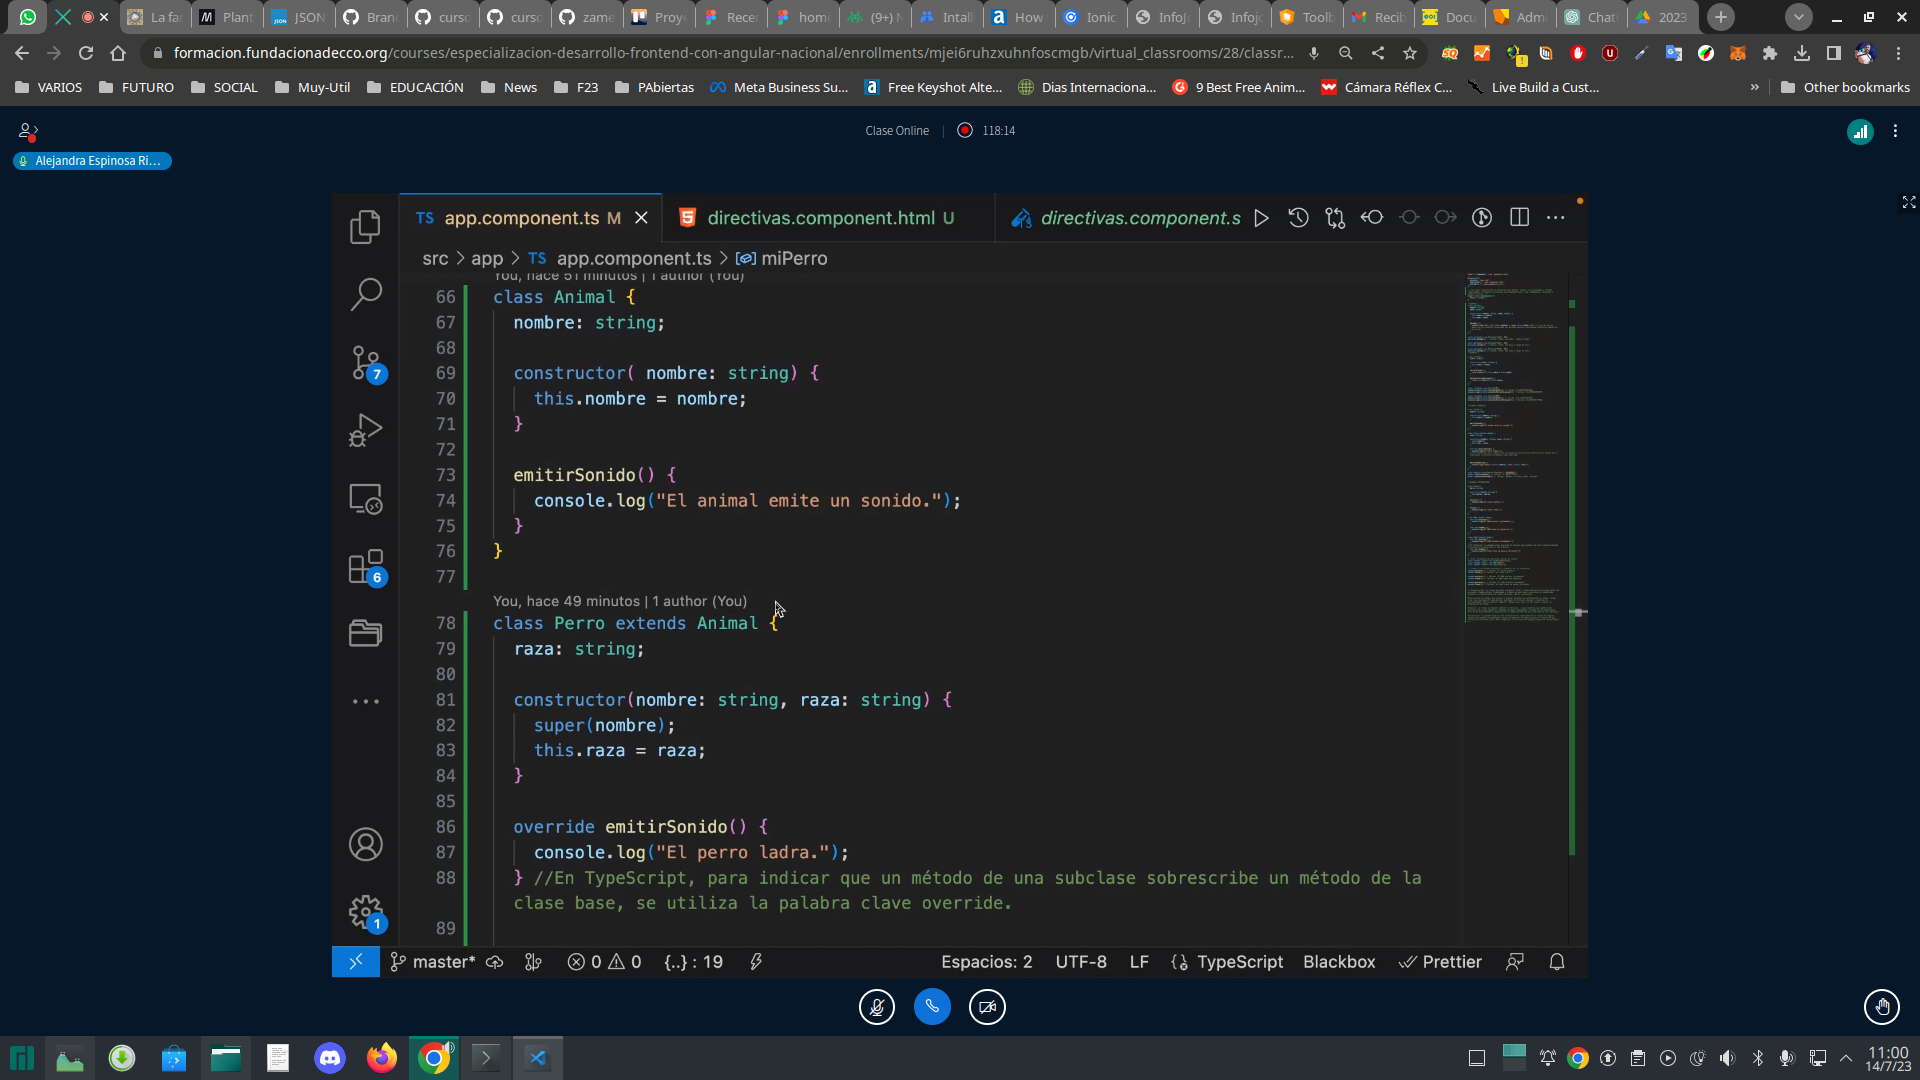 La fa
Plant
JSON
Bran
curso
curso
zame
Proy
Recer
hom
(9+)
Intall
How
Ionic
InfoJ
Infoj
Toolb
Recib
Docu
Admi
Chat
2023
formacion.fundacionadecco.org/courses/especializacion-desarrollo-frontend-con-angular-nacional/enrollments/mjei6ruhzxuhnfoscmgb/virtual_classrooms/28/classr...
VARIOS FUTURO SOCIAL Muy-Util EDUCACIÓN News F23 PAbiertas Meta Business Su... Free Keyshot Alte... Dias Internaciona... 9 Best Free Anim... Cámara Réflex C... Live Build a Cust... » Other bookmarks
Clase Online | 118:14
Alejandra Espinosa Ri...
TS app.component.ts M directivas.component.html U directivas.component.s
src > app > TS app.component.ts > miPerro
You, hace 51 minutos | 1 author (You)
66 class Animal {
67 nombre: string;
68
69 constructor( nombre: string) {
70 this.nombre = nombre;
71 }
72
73 emitirSonido() {
74 console.log("El animal emite un sonido.");
75 }
76 }
77
You, hace 49 minutos | 1 author (You)
78 class Perro extends Animal {
79 raza: string;
80
81 constructor(nombre: string, raza: string) {
82 super(nombre);
83 this.raza = raza;
84 }
85
86 override emitirSonido() {
87 console.log("El perro ladra.");
88 } //En TypeScript, para indicar que un método de una subclase sobrescribe un método de la
clase base, se utiliza la palabra clave override.
89
7
6
1
master* 0 0 {..} : 19 Espacios: 2 UTF-8 LF TypeScript Blackbox Prettier
11:00
14/7/23